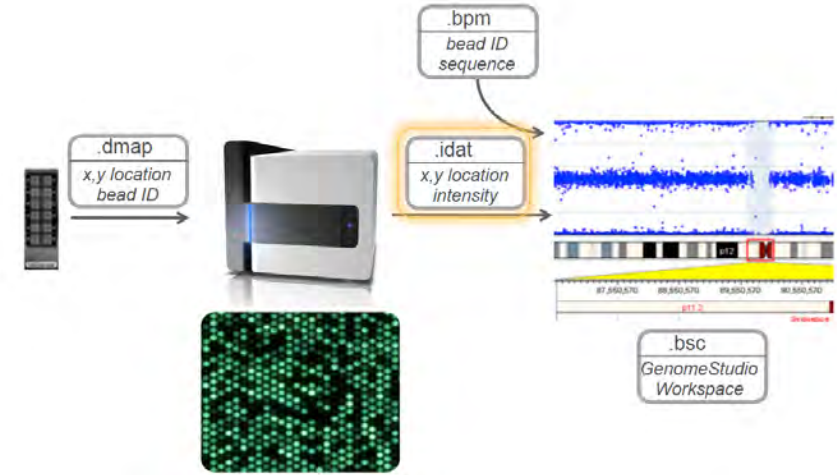 .bpm
bead ID
sequence
.dmap
x,y location
bead ID
.idat
x,y location
intensity
p12
87,550,570
88,550,570
89,550,570
90,550,570
p11.2
.bsc
GenomeStudio
Workspace